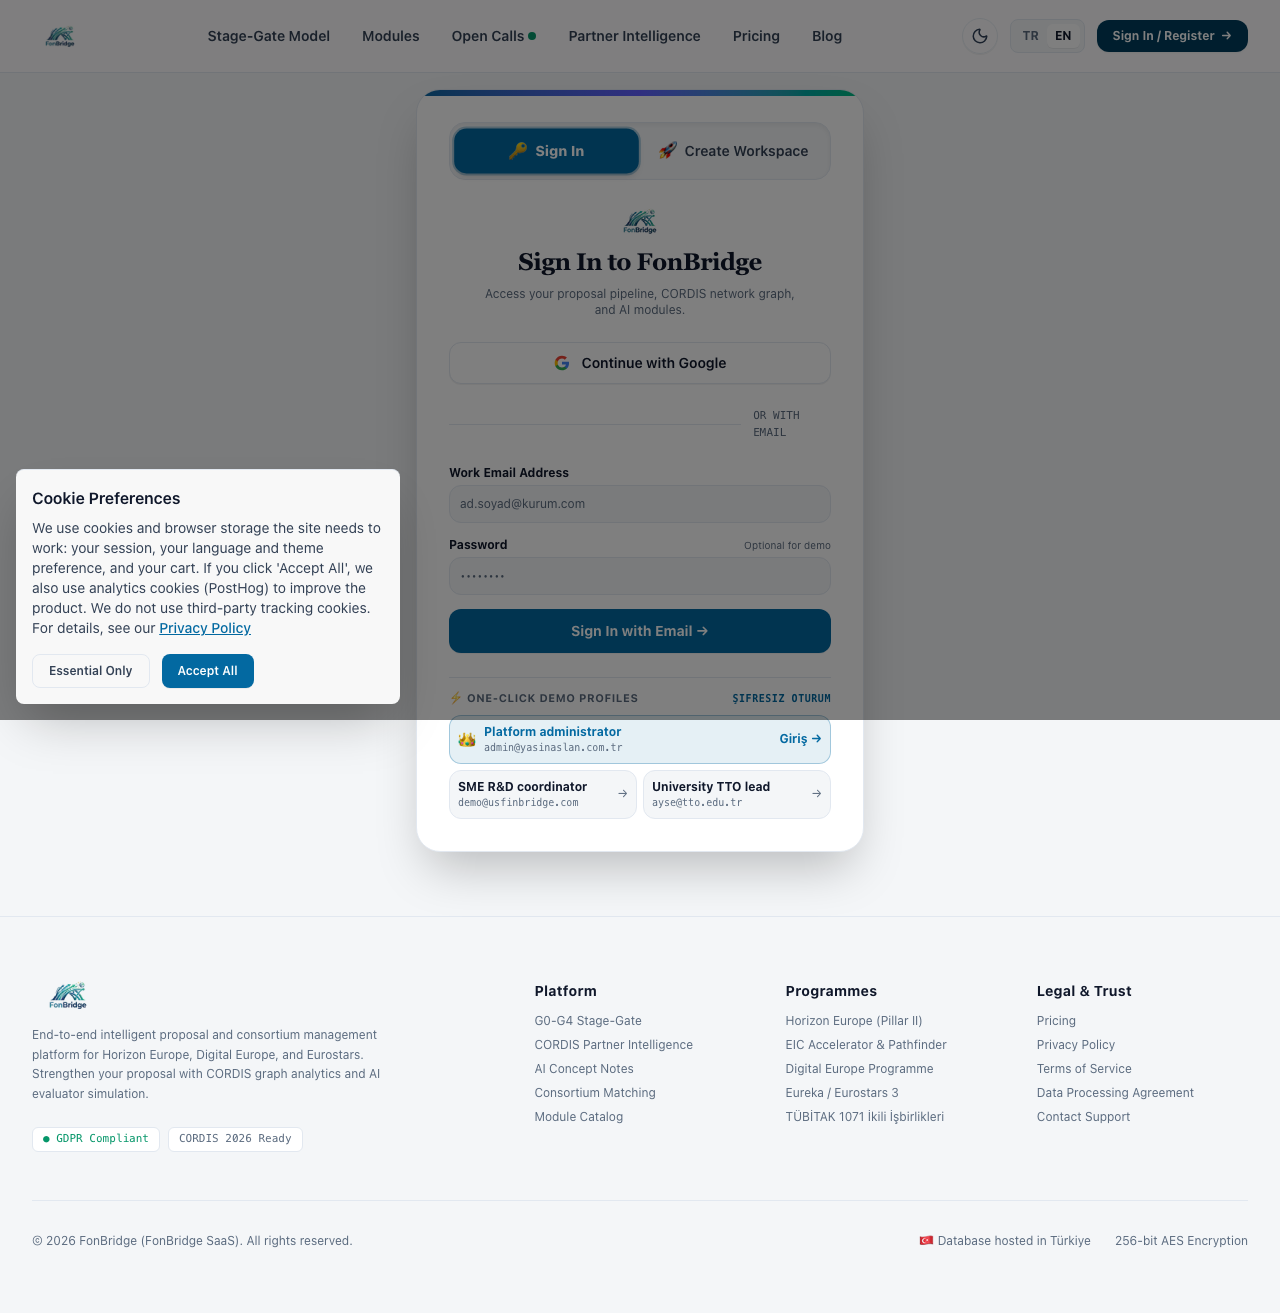 FonBridge
Stage-Gate Model
Modules
Open Calls
Partner Intelligence
Pricing
Blog
TR
EN
Sign In / Register →
🔑 Sign In
🚀 Create Workspace
FonBridge
Sign In to FonBridge
Access your proposal pipeline, CORDIS network graph,
and AI modules.
Continue with Google
OR WITH
EMAIL
Work Email Address
ad.soyad@kurum.com
Password
Optional for demo
••••••••
Sign In with Email →
⚡ ONE-CLICK DEMO PROFILES
ŞIFRESIZ OTURUM
Platform administrator
admin@yasinaslan.com.tr
Giriş →
SME R&D coordinator
demo@usfinbridge.com
→
University TTO lead
ayse@tto.edu.tr
→
Cookie Preferences
We use cookies and browser storage the site needs to
work: your session, your language and theme
preference, and your cart. If you click 'Accept All', we
also use analytics cookies (PostHog) to improve the
product. We do not use third-party tracking cookies.
For details, see our Privacy Policy
Essential Only
Accept All
FonBridge
End-to-end intelligent proposal and consortium management
platform for Horizon Europe, Digital Europe, and Eurostars.
Strengthen your proposal with CORDIS graph analytics and AI
evaluator simulation.
● GDPR Compliant
CORDIS 2026 Ready
Platform
G0-G4 Stage-Gate
CORDIS Partner Intelligence
AI Concept Notes
Consortium Matching
Module Catalog
Programmes
Horizon Europe (Pillar II)
EIC Accelerator & Pathfinder
Digital Europe Programme
Eureka / Eurostars 3
TÜBİTAK 1071 İkili İşbirlikleri
Legal & Trust
Pricing
Privacy Policy
Terms of Service
Data Processing Agreement
Contact Support
© 2026 FonBridge (FonBridge SaaS). All rights reserved.
🇹🇷 Database hosted in Türkiye
256-bit AES Encryption